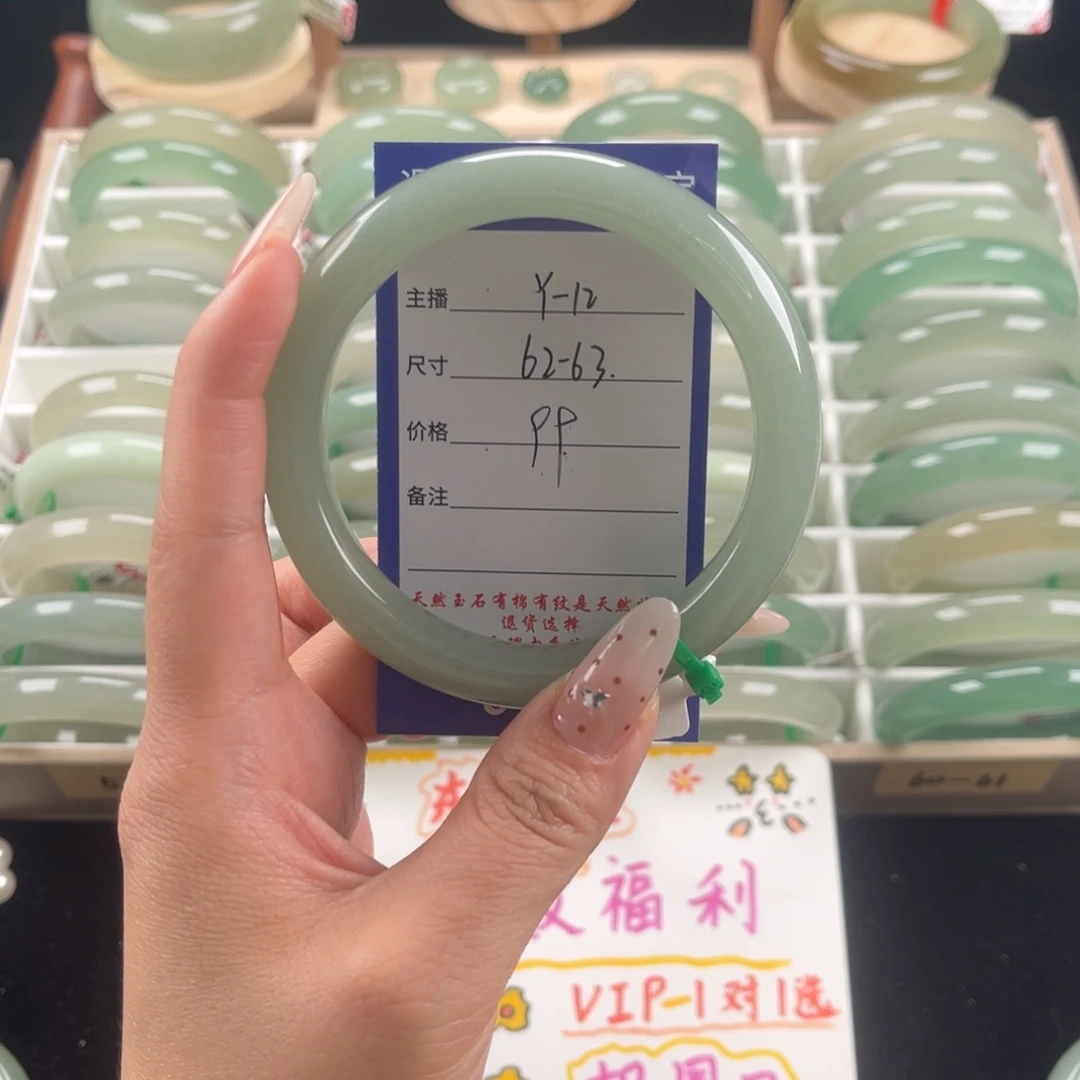 主播 Y-12
尺寸 62-63.
价格 99
备注
天然玉石有棉有纹是天然
退货选择
60-61
福利
VIP-1对1选